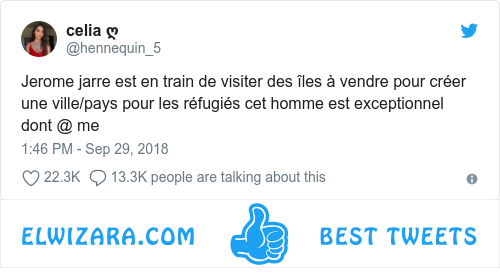 celia ღ
@hennequin_5
Jerome jarre est en train de visiter des îles à vendre pour créer
une ville/pays pour les réfugiés cet homme est exceptionnel
dont @ me
1:46 PM - Sep 29, 2018
22.3K 13.3K people are talking about this
ELWIZARA.COM BEST TWEETS